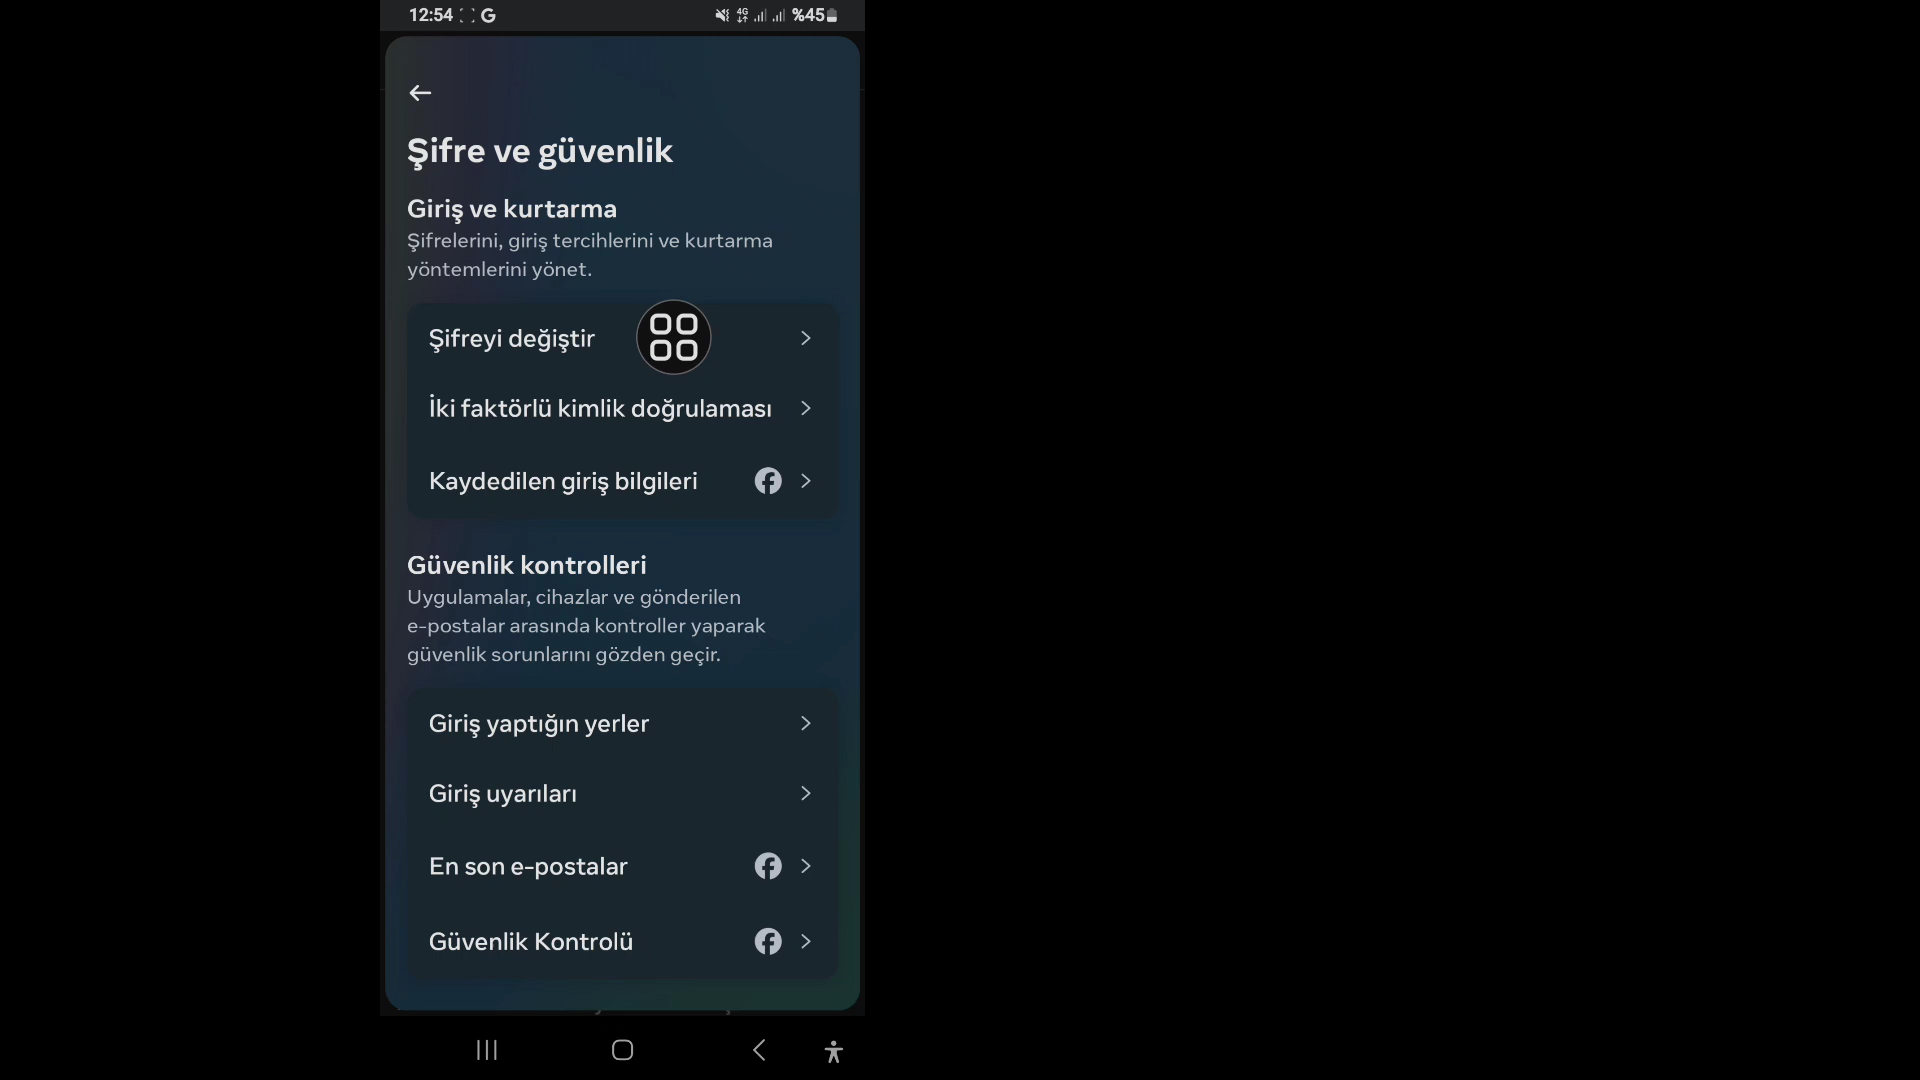 12:54
4G
%45
Şifre ve güvenlik
Giriş ve kurtarma
Şifrelerini, giriş tercihlerini ve kurtarma
yöntemlerini yönet.
Şifreyi değiştir
İki faktörlü kimlik doğrulaması
Kaydedilen giriş bilgileri
Güvenlik kontrolleri
Uygulamalar, cihazlar ve gönderilen
e-postalar arasında kontroller yaparak
güvenlik sorunlarını gözden geçir.
Giriş yaptığın yerler
Giriş uyarıları
En son e-postalar
Güvenlik Kontrolü